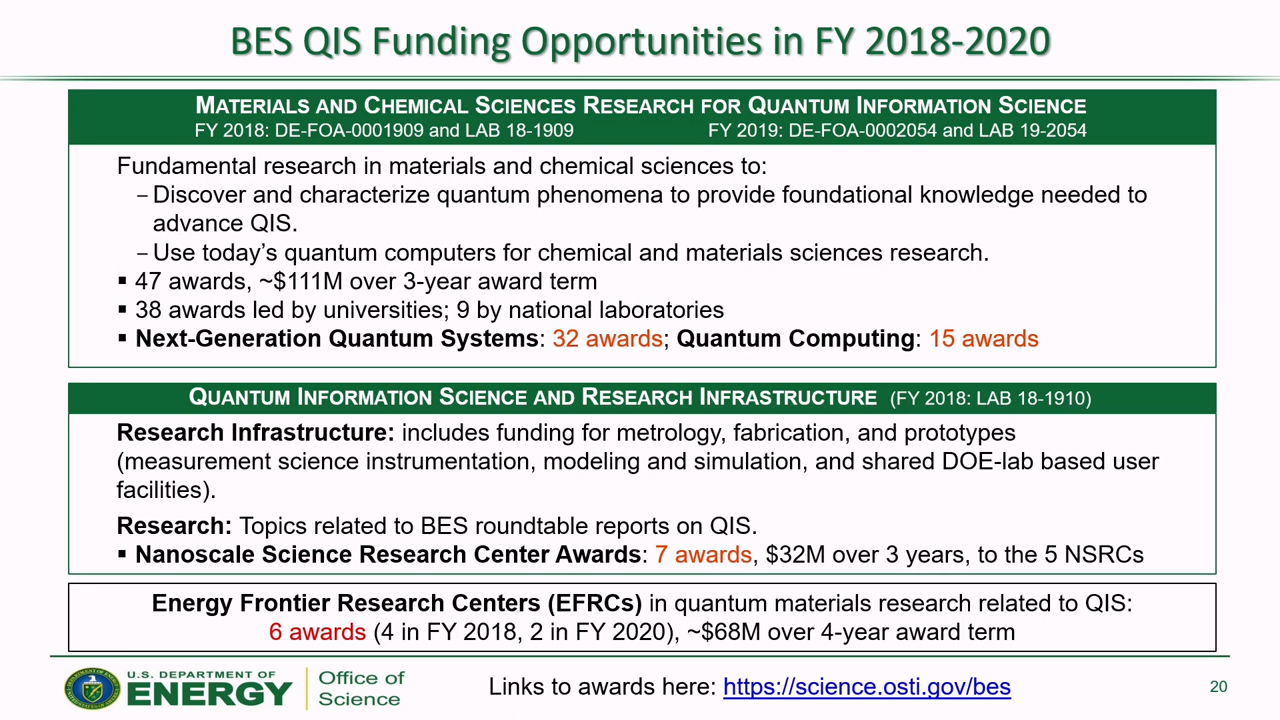 BES QIS Funding Opportunities in FY 2018-2020
MATERIALS AND CHEMICAL SCIENCES RESEARCH FOR QUANTUM INFORMATION SCIENCE
FY 2018: DE-FOA-0001909 and LAB 18-1909 FY 2019: DE-FOA-0002054 and LAB 19-2054
Fundamental research in materials and chemical sciences to:
– Discover and characterize quantum phenomena to provide foundational knowledge needed to
advance QIS.
– Use today's quantum computers for chemical and materials sciences research.
▪ 47 awards, ~$111M over 3-year award term
▪ 38 awards led by universities; 9 by national laboratories
▪ Next-Generation Quantum Systems: 32 awards; Quantum Computing: 15 awards
QUANTUM INFORMATION SCIENCE AND RESEARCH INFRASTRUCTURE (FY 2018: LAB 18-1910)
Research Infrastructure: includes funding for metrology, fabrication, and prototypes
(measurement science instrumentation, modeling and simulation, and shared DOE-lab based user
facilities).
Research: Topics related to BES roundtable reports on QIS.
▪ Nanoscale Science Research Center Awards: 7 awards, $32M over 3 years, to the 5 NSRCs
Energy Frontier Research Centers (EFRCs) in quantum materials research related to QIS:
6 awards (4 in FY 2018, 2 in FY 2020), ~$68M over 4-year award term
U.S. DEPARTMENT OF
ENERGY
Office of
Science
Links to awards here: https://science.osti.gov/bes
20